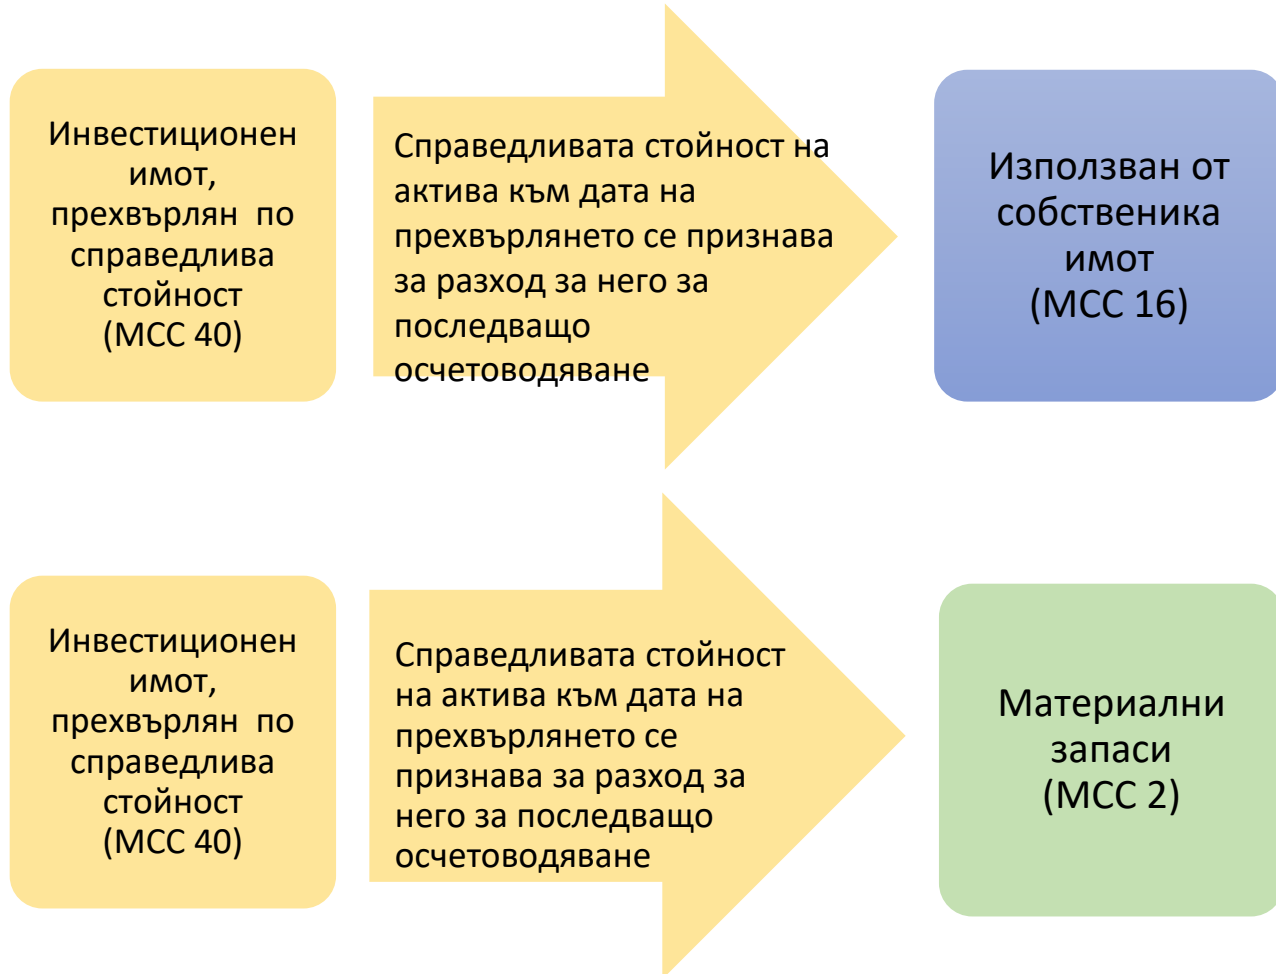 Инвестиционен
имот,
прехвърлян  по
справедлива
стойност
(МСС 40)
Справедливата стойност на
актива към дата на
прехвърлянето се признава
за разход за него за
последващо
осчетоводяване
Използван от
собственика
имот
(МСС 16)
Инвестиционен
имот,
прехвърлян  по
справедлива
стойност
(МСС 40)
Справедливата стойност
на актива към дата на
прехвърлянето се
признава за разход за
него за последващо
осчетоводяване
Материални
запаси
(МСС 2)